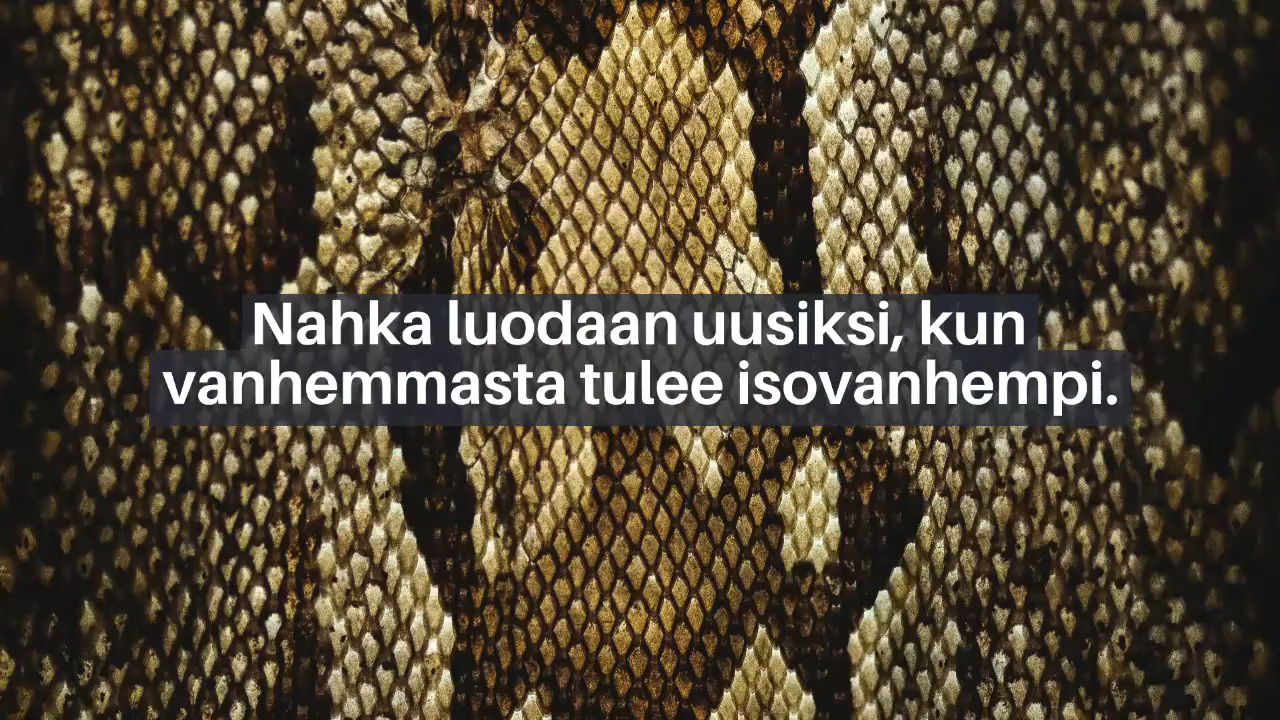 Nahka luodaan uusiksi, kun
vanhemmasta tulee isovanhempi.